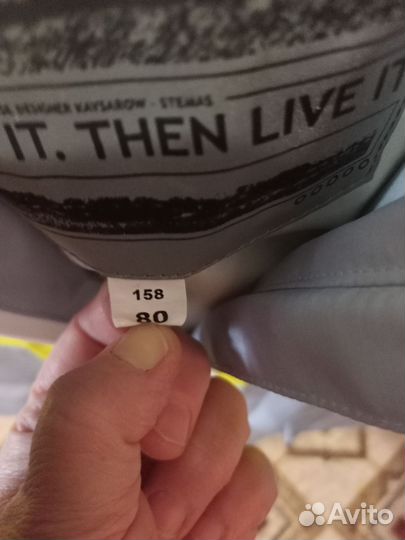 DESIGNER KAYSAROW - STEMAS
IT. THEN LIVE IT
158
80
Avito